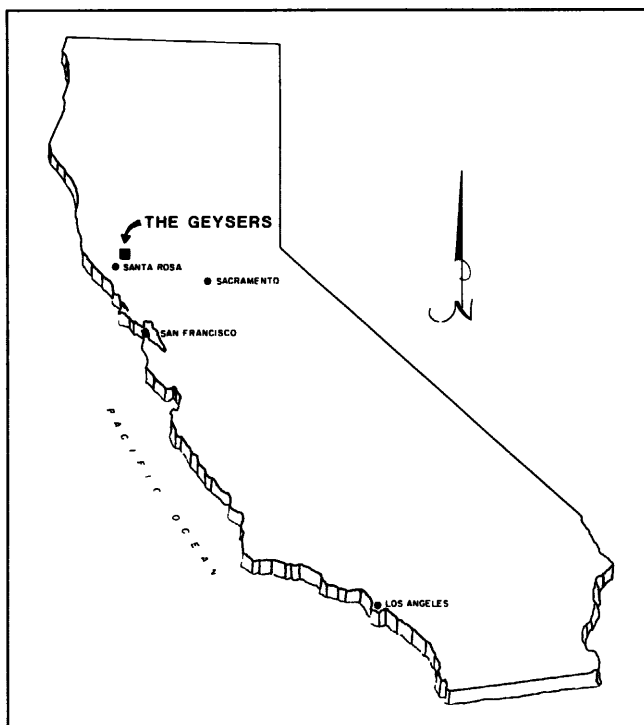 THE GEYSERS
SANTA ROSA
SACRAMENTO
SAN FRANCISCO
PACIFIC OCEAN
LOS ANGELES
N